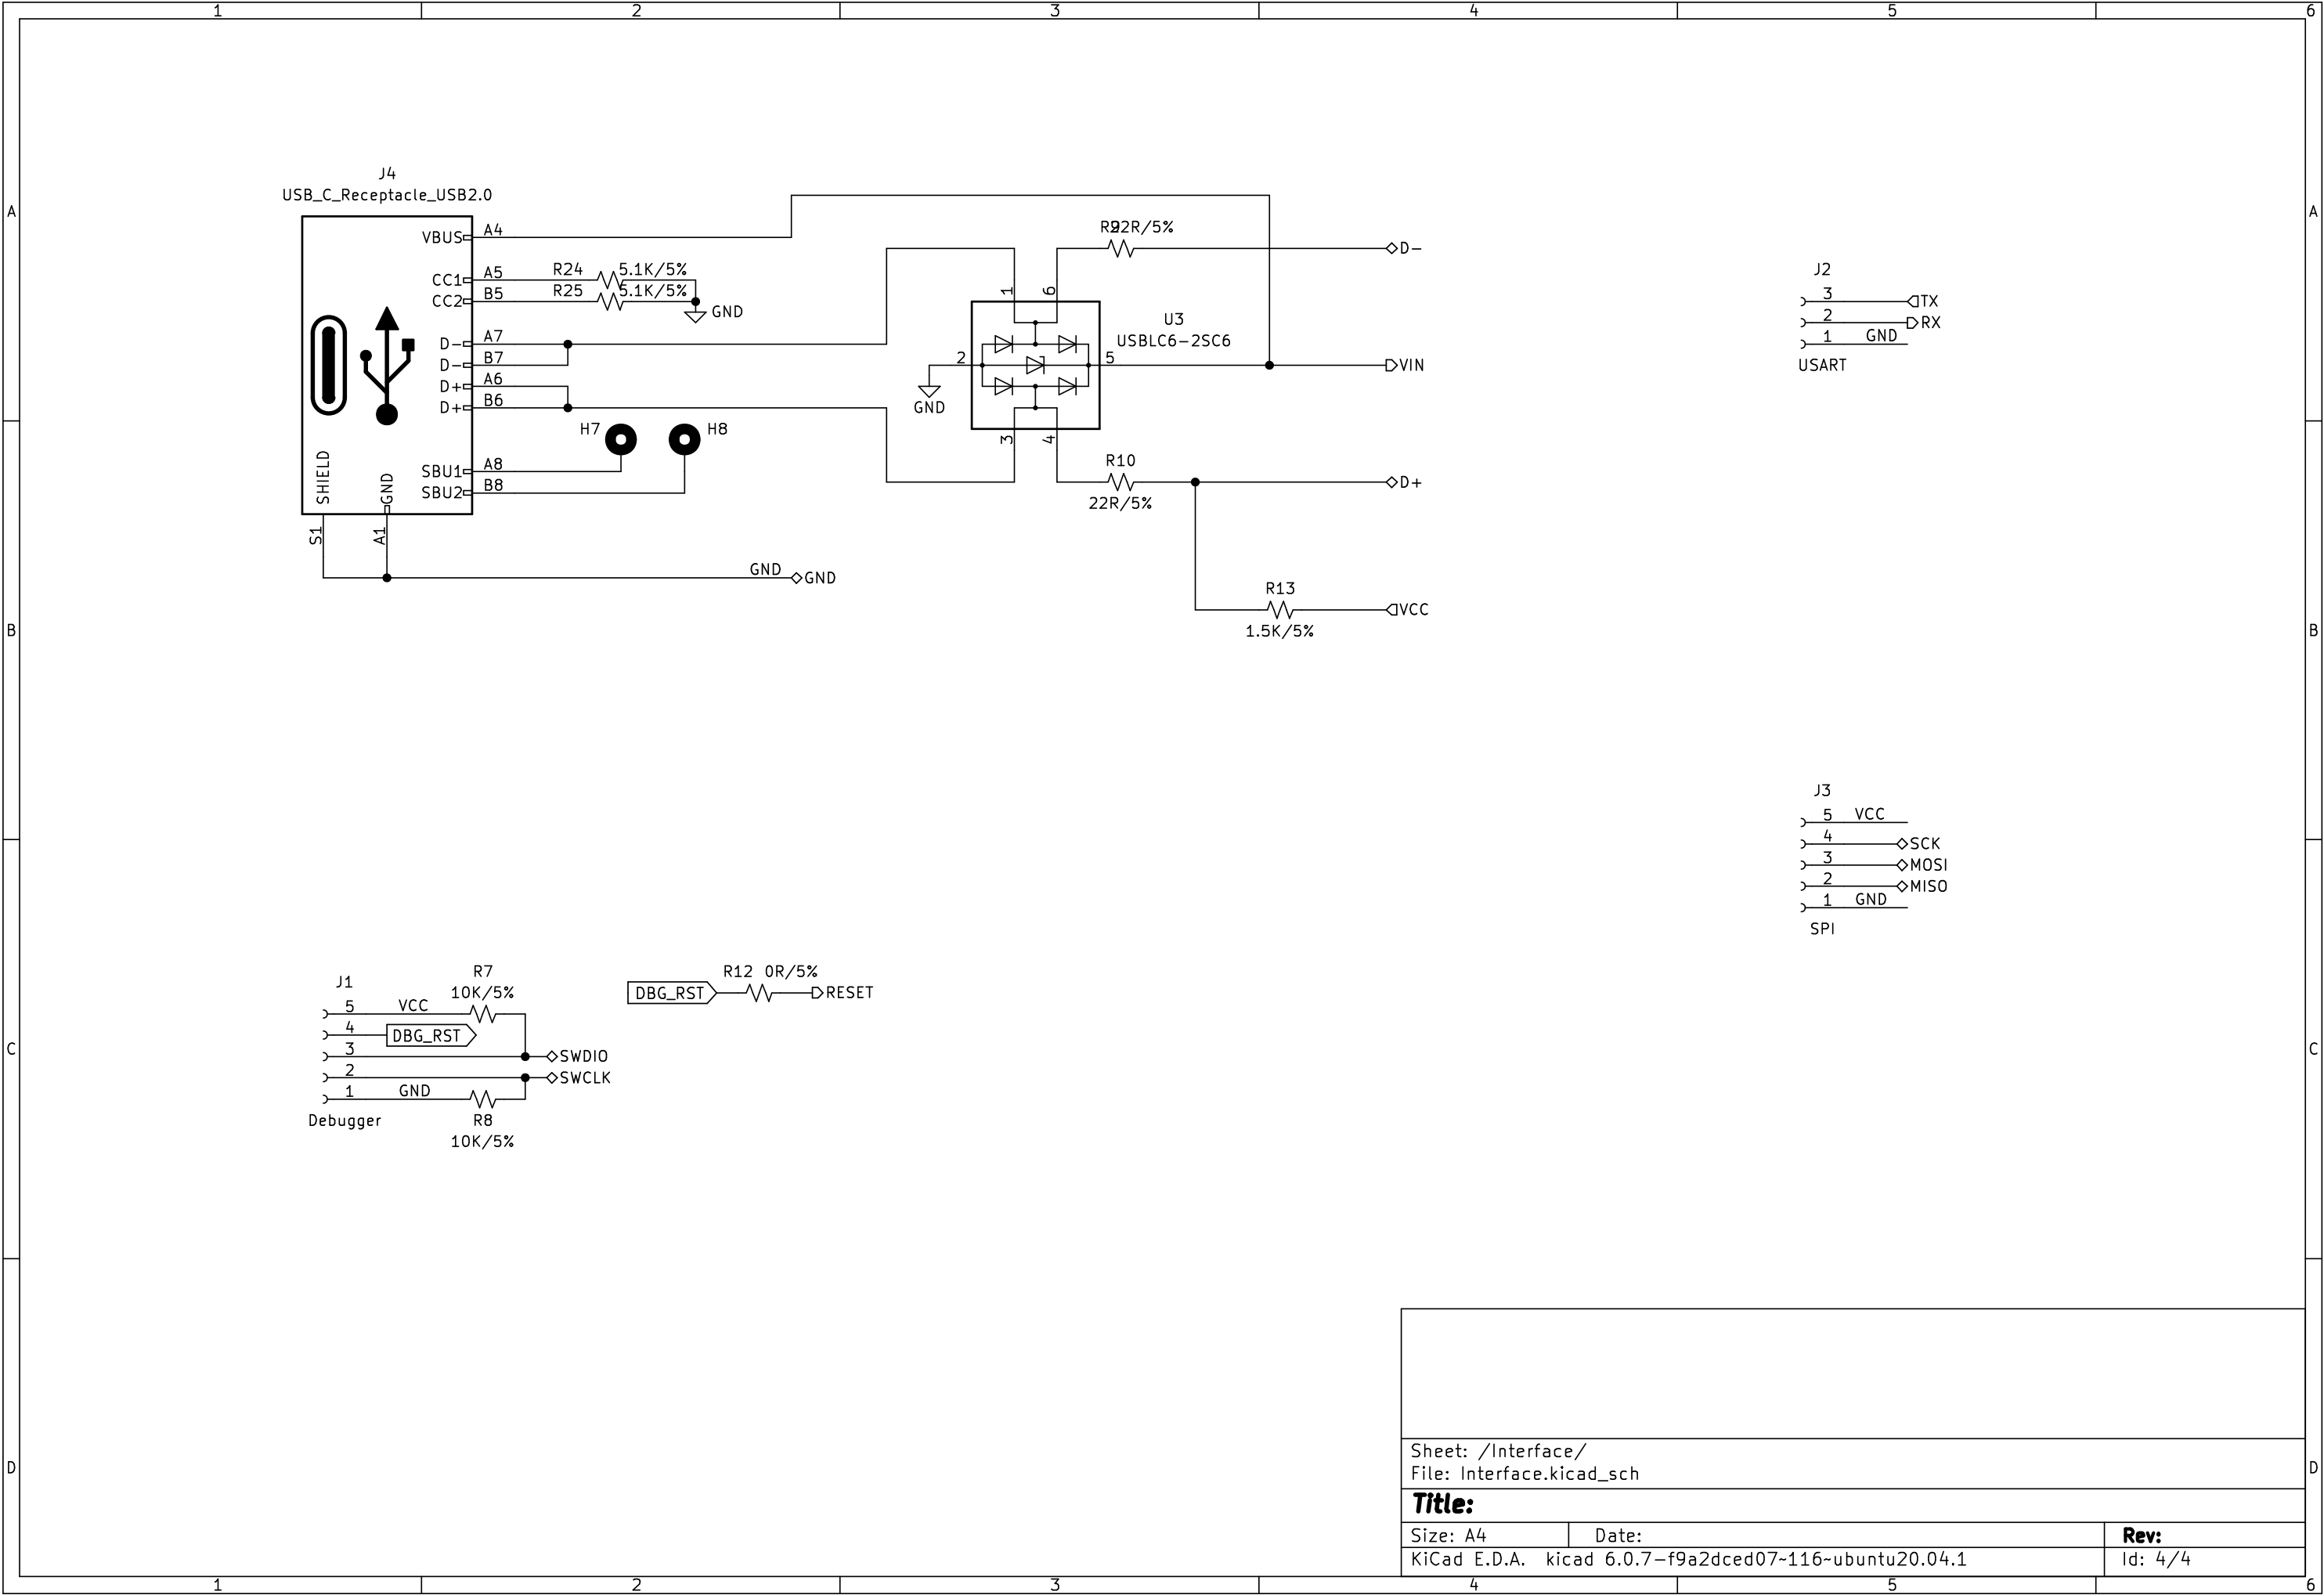 1 2 3 4 5 6
A
B
C
D
A
B
C
D
J4
USB_C_Receptacle_USB2.0
VBUS A4
CC1 A5
CC2 B5
D- A7
D- B7
D+ A6
D+ B6
SBU1 A8
SBU2 B8
SHIELD
GND
S1
A1
R24 5.1K/5%
R25 5.1K/5%
GND
H7 H8
GND GND
R9 22R/5%
D-
1 6
U3
USBLC6-2SC6
2 5
GND
VIN
3 4
R10
22R/5%
D+
R13
1.5K/5%
VCC
J2
3 TX
2 RX
1 GND
USART
J3
5 VCC
4 SCK
3 MOSI
2 MISO
1 GND
SPI
J1
R7
10K/5%
5 VCC
4 DBG_RST
3 SWDIO
2 SWCLK
1 GND
Debugger
R8
10K/5%
R12 0R/5%
DBG_RST RESET
Sheet: /Interface/
File: Interface.kicad_sch
Title:
Size: A4 Date: Rev:
KiCad E.D.A. kicad 6.0.7-f9a2dced07~116~ubuntu20.04.1 Id: 4/4
1 2 3 4 5 6